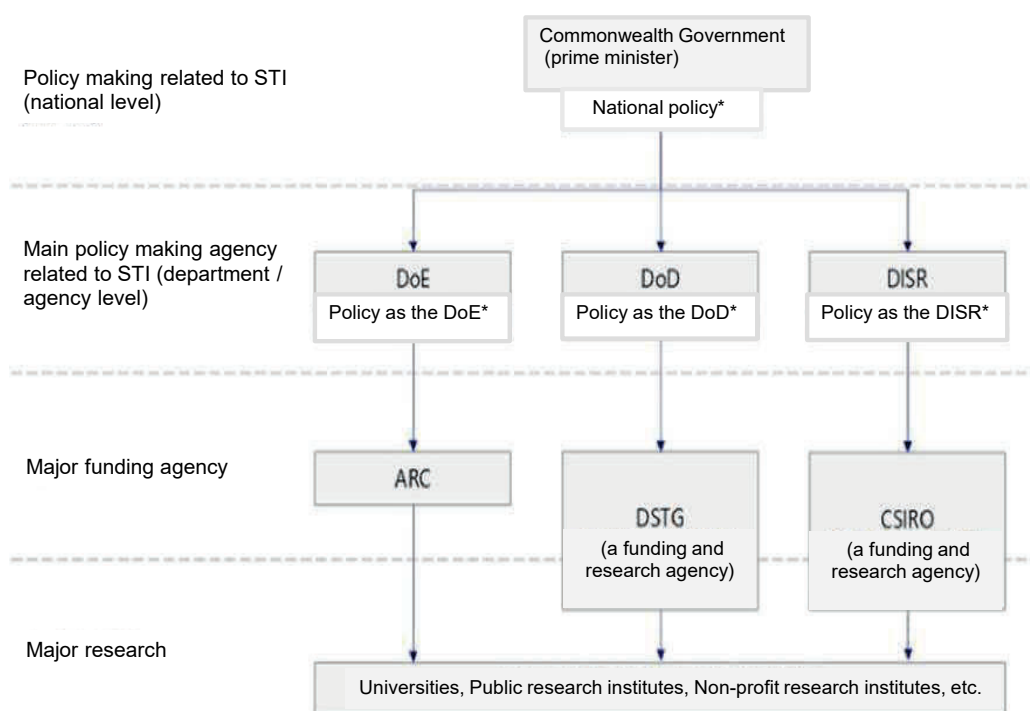 Commonwealth Government
(prime minister)
Policy making related to STI
(national level)
National policy*
Main policy making agency
related to STI (department /
agency level)
DoE
DoD
DISR
Policy as the DoE*
Policy as the DoD*
Policy as the DISR*
Major funding agency
ARC
DSTG
(a funding and
research agency)
CSIRO
(a funding and
research agency)
Major research
Universities, Public research institutes, Non-profit research institutes, etc.